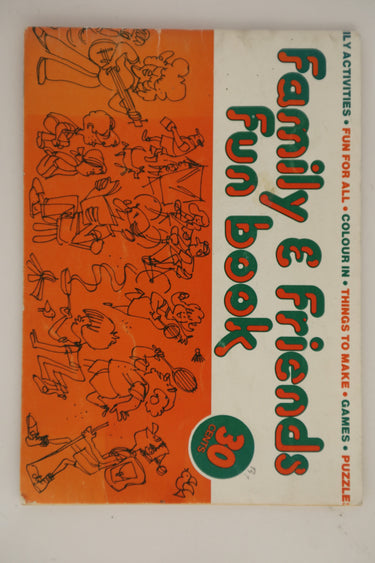 ILY ACTIVITIES • FUN FOR ALL • COLOUR IN • THINGS TO MAKE • GAMES • PUZZLE
Family & Friends
Fun book
30
CENTS